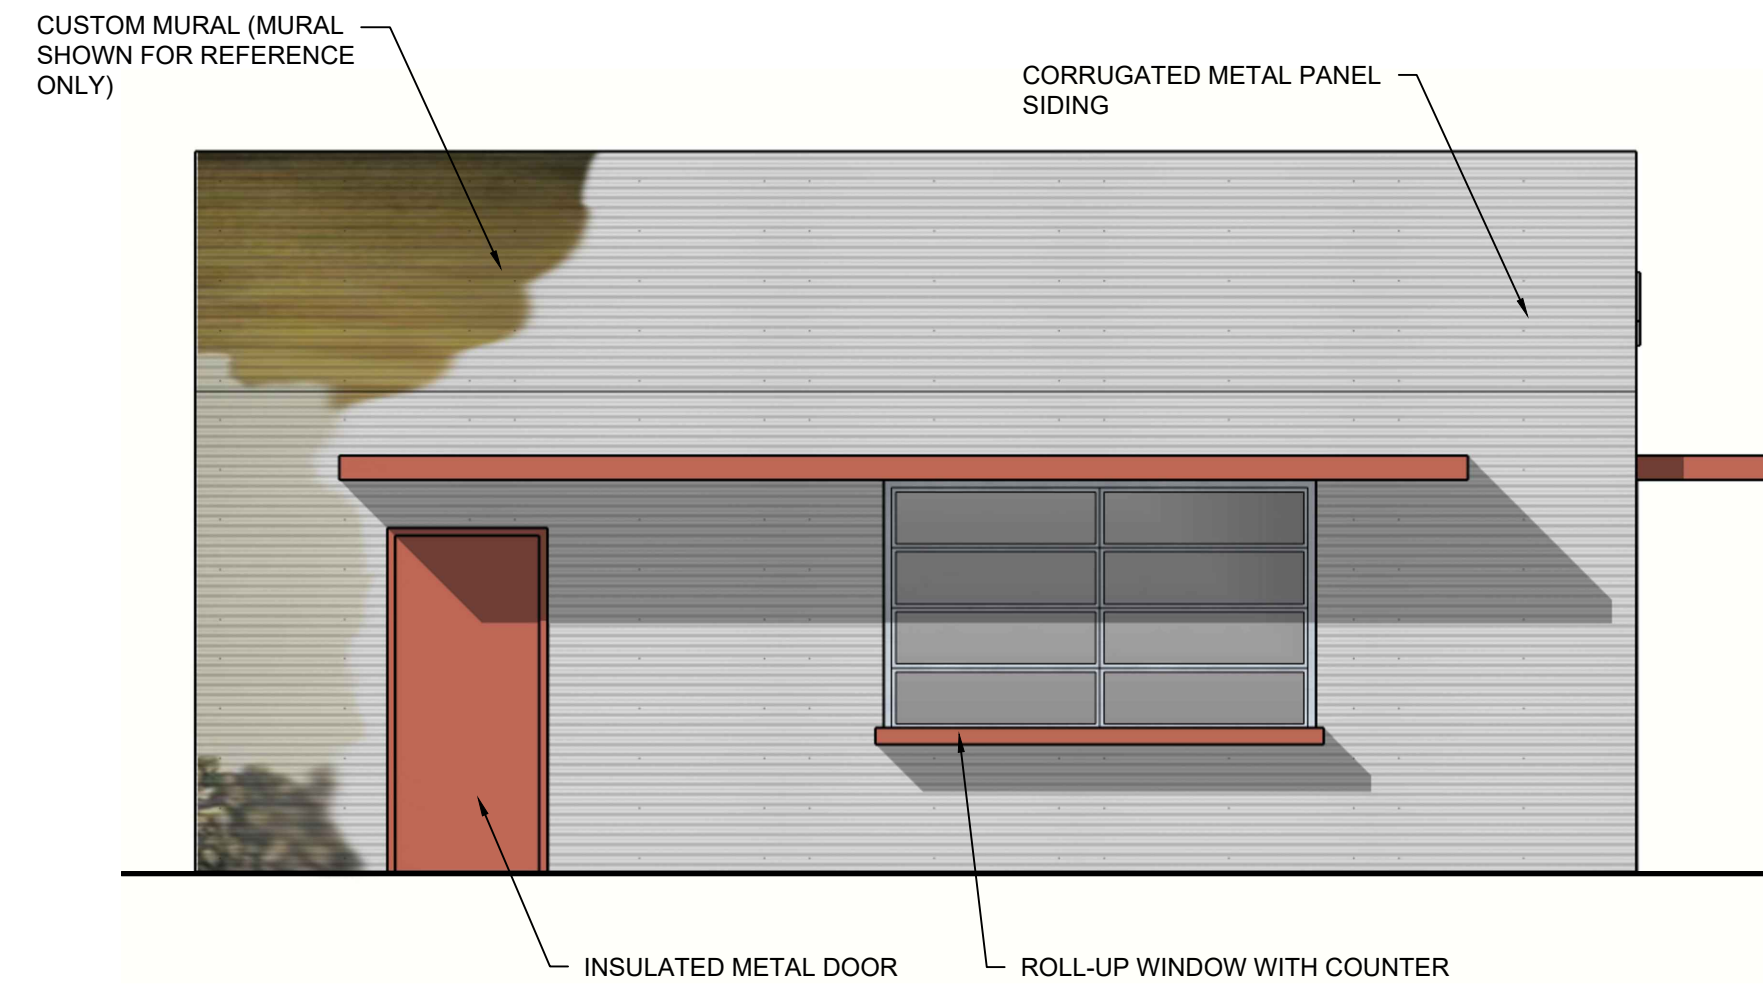 CUSTOM MURAL (MURAL
SHOWN FOR REFERENCE
ONLY)
CORRUGATED METAL PANEL
SIDING
INSULATED METAL DOOR
ROLL-UP WINDOW WITH COUNTER